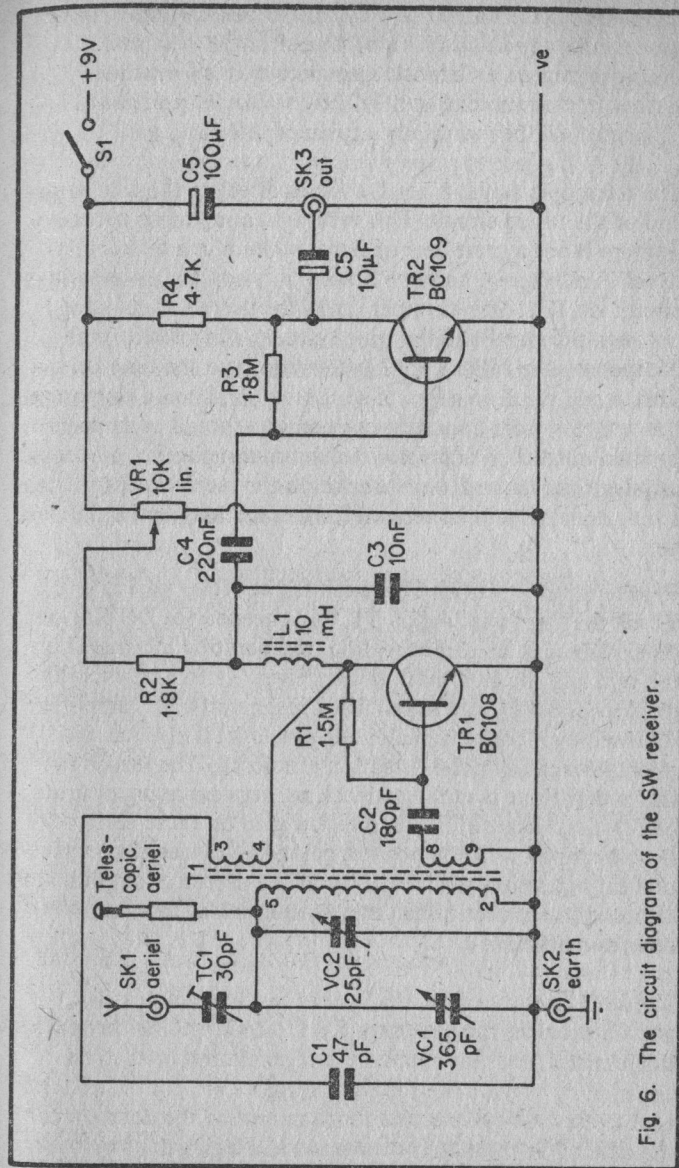 S1
+9V
C5
100µF
SK3
out
-ve
R4
4·7K
C5
10µF
TR2
BC109
R3
1·8M
VR1
10K
lin.
C4
220nF
C3
10nF
R2
1·8K
L1
10
mH
R1
1·5M
TR1
BC108
C2
180pF
3
4
T1
8
9
5
2
Teles-
copic
aerial
SK1
aerial
TC1
30pF
VC2
25pF
C1
47
pF
VC1
365
pF
SK2
earth
Fig. 6. The circuit diagram of the SW receiver.